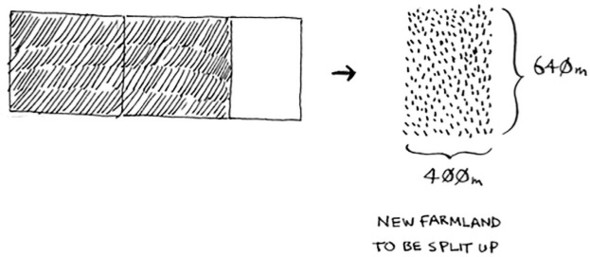 640m
400m
NEW FARMLAND
TO BE SPLIT UP